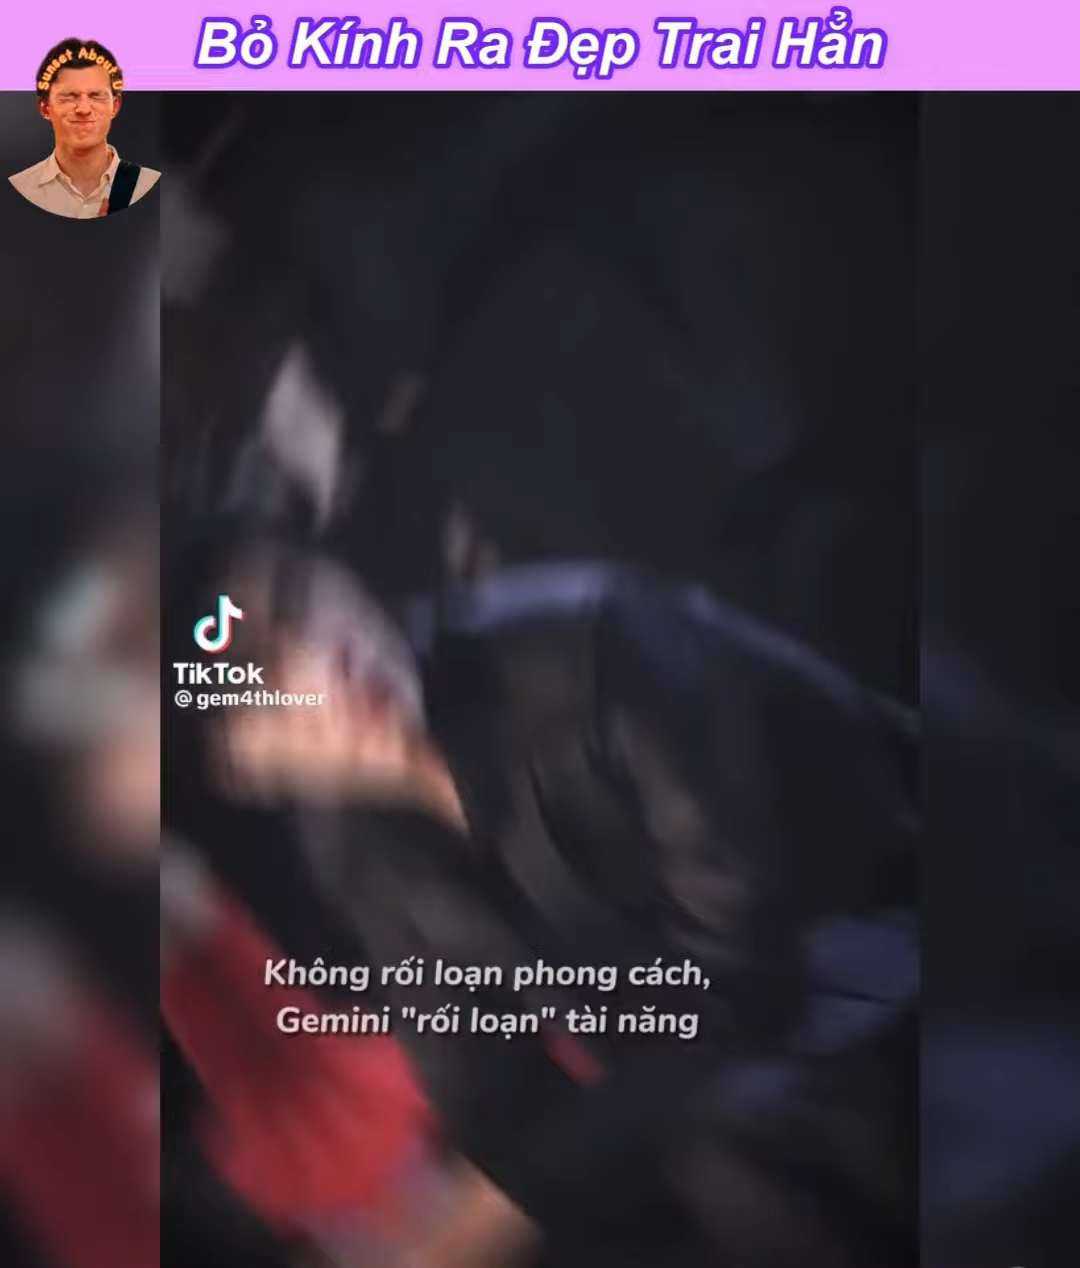 Bỏ Kính Ra Đẹp Trai Hẳn
Sunset About U
TikTok
@gem4thlover
Không rối loạn phong cách,
Gemini "rối loạn" tài năng